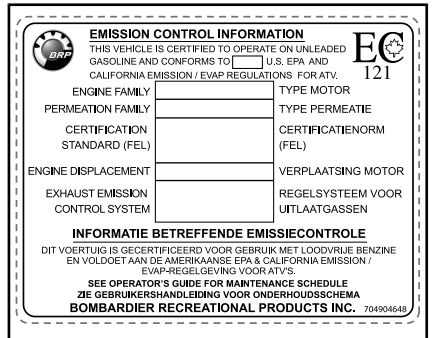 EMISSION CONTROL INFORMATION
THIS VEHICLE IS CERTIFIED TO OPERATE ON UNLEADED
GASOLINE AND CONFORMS TO U.S. EPA AND
CALIFORNIA EMISSION / EVAP REGULATIONS FOR ATV.
BRP
EC
121
ENGINE FAMILY TYPE MOTOR
PERMEATION FAMILY TYPE PERMEATIE
CERTIFICATION CERTIFICATIENORM
STANDARD (FEL) (FEL)
ENGINE DISPLACEMENT VERPLAATSING MOTOR
EXHAUST EMISSION REGELSYSTEEM VOOR
CONTROL SYSTEM UITLAATGASSEN
INFORMATIE BETREFFENDE EMISSIECONTROLE
DIT VOERTUIG IS GECERTIFICEERD VOOR GEBRUIK MET LOODVRIJE BENZINE
EN VOLDOET AAN DE AMERIKAANSE EPA & CALIFORNIA EMISSION /
EVAP-REGELGEVING VOOR ATV'S.
SEE OPERATOR'S GUIDE FOR MAINTENANCE SCHEDULE
ZIE GEBRUIKERSHANDLEIDING VOOR ONDERHOUDSSCHEMA
BOMBARDIER RECREATIONAL PRODUCTS INC. 704904648